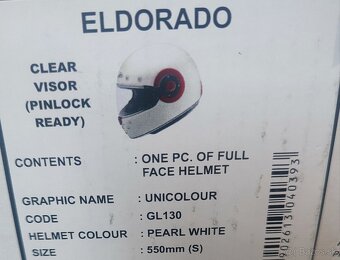 ELDORADO
CLEAR
VISOR
(PINLOCK
READY)
CONTENTS : ONE PC. OF FULL
FACE HELMET
GRAPHIC NAME : UNICOLOUR
CODE : GL130
HELMET COLOUR : PEARL WHITE
SIZE : 550mm (S)